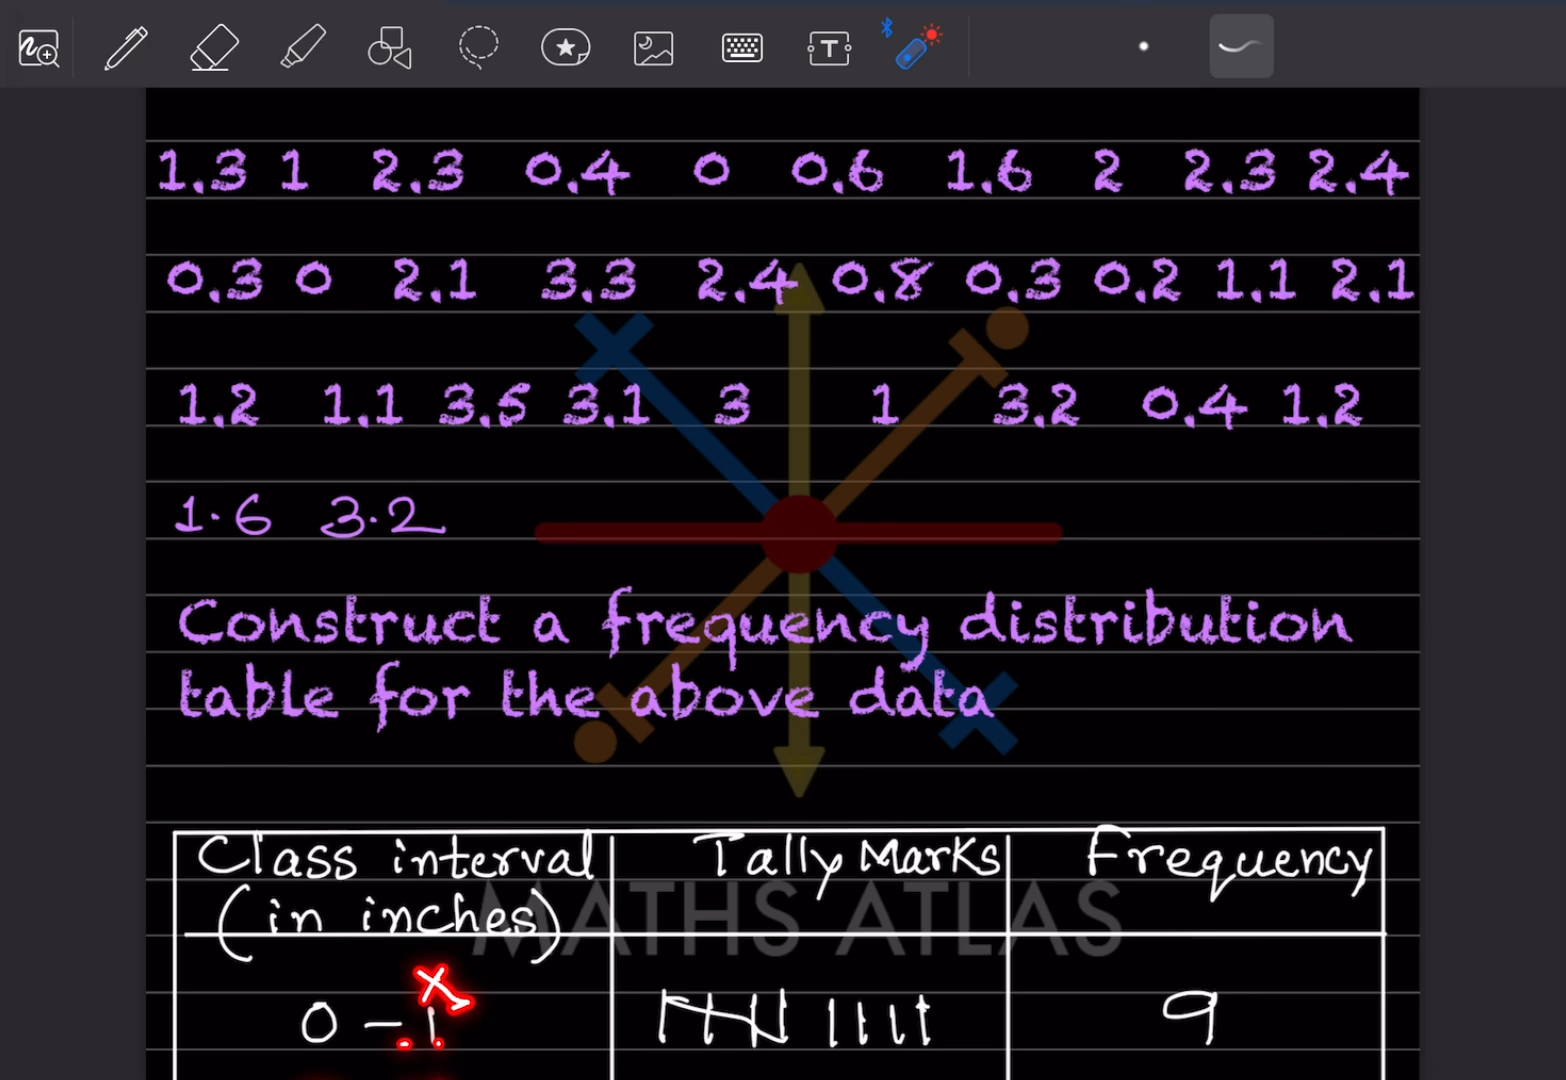 1.3 1 2.3 0.4 0 0.6 1.6 2 2.3 2.4
0.3 0 2.1 3.3 2.4 0.8 0.3 0.2 1.1 2.1
1.2 1.1 3.5 3.1 3 1 3.2 0.4 1.2
1.6 3.2
Construct a frequency distribution
table for the above data
Class interval Tally Marks Frequency
(in inches)
MATHS ATLAS
0 – 1 9